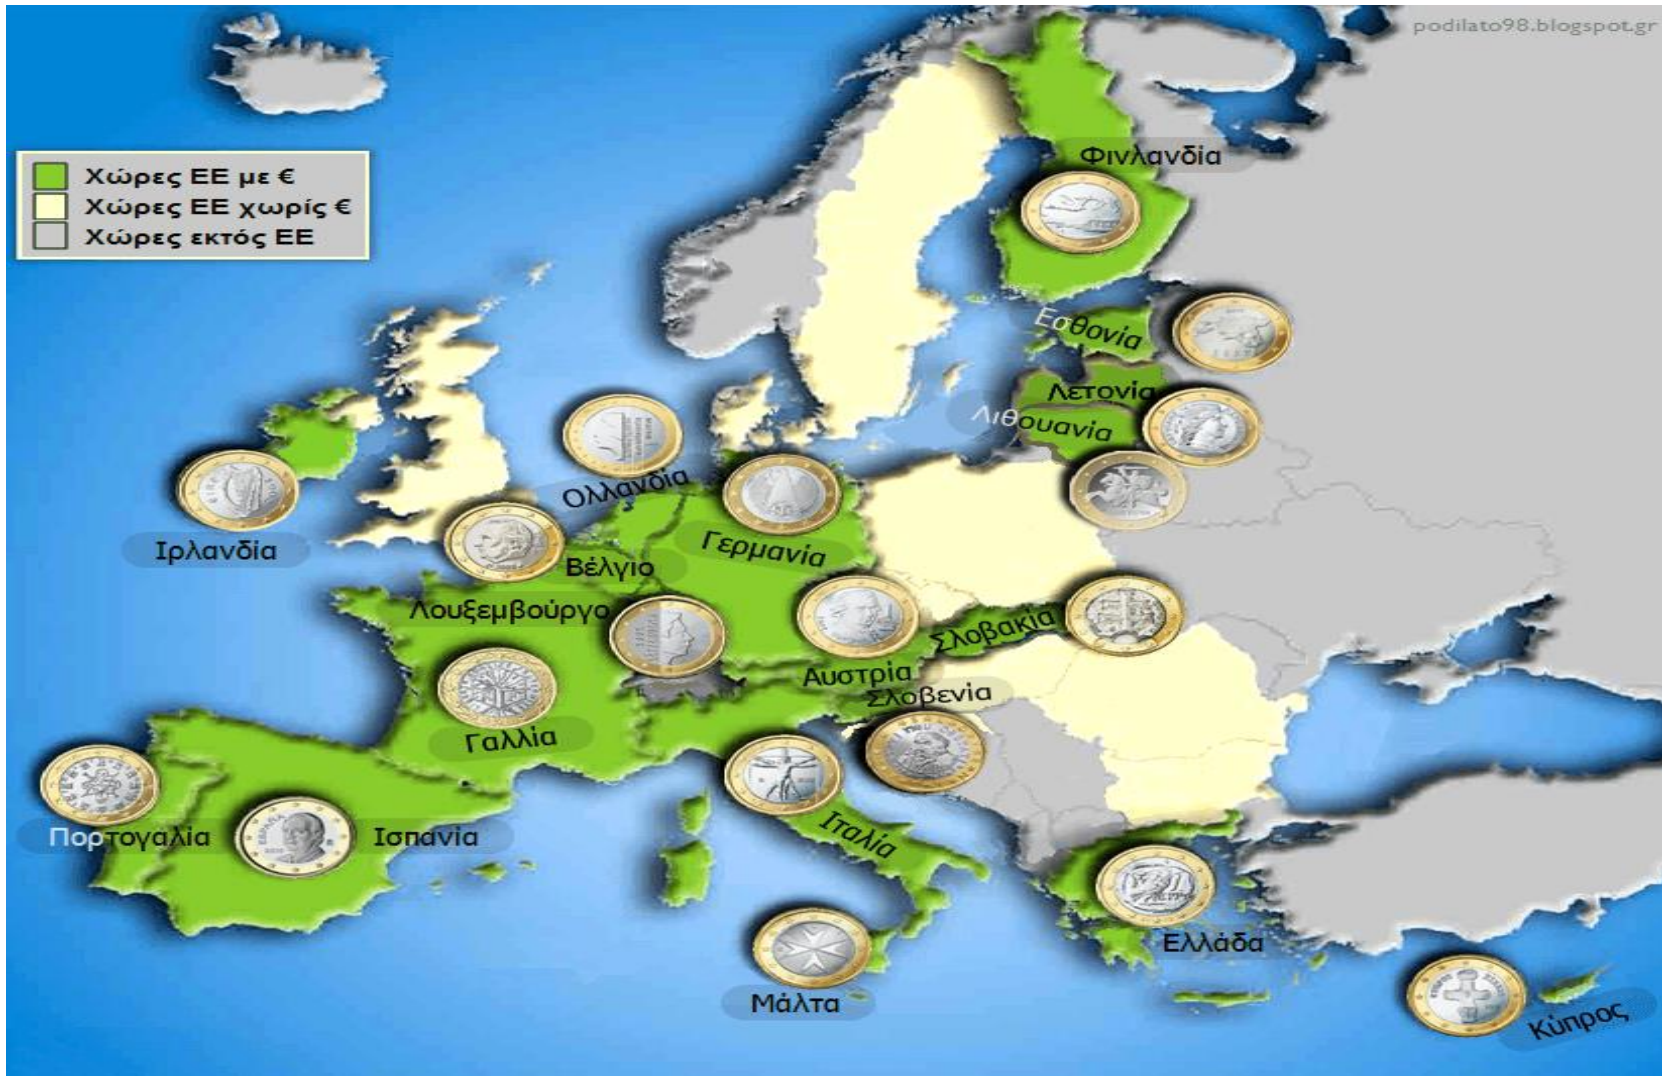 podilato98.blogspot.gr
Χώρες ΕΕ με €
Χώρες ΕΕ χωρίς €
Χώρες εκτός ΕΕ
Φινλανδία
Εσθονία
Λετονία
Λιθουανία
Ολλανδία
Ιρλανδία
Γερμανία
Βέλγιο
Λουξεμβούργο
Σλοβακία
Αυστρία
Σλοβενία
Γαλλία
Πορτογαλία
Ισπανία
Ιταλία
Ελλάδα
Μάλτα
Κύπρος